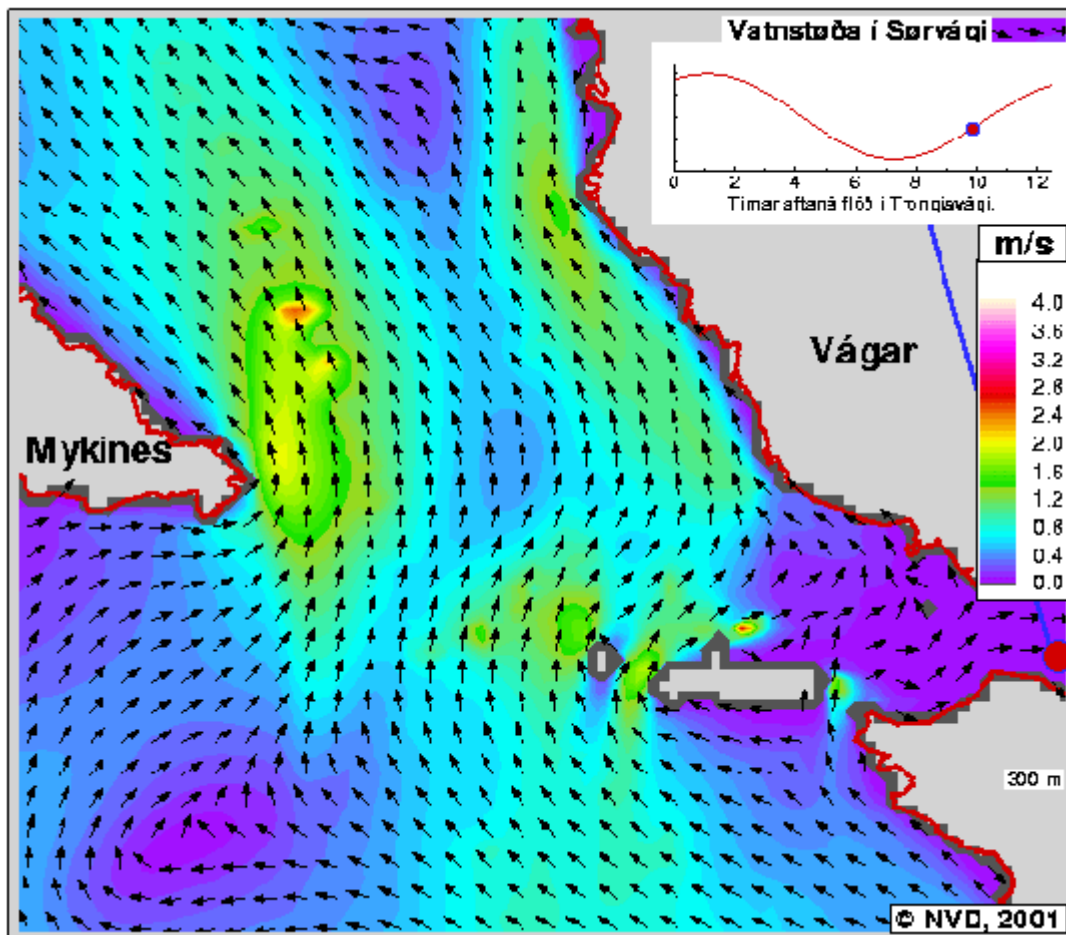 Vatnstøða í Sørvági
0 2 4 6 8 10 12
Tímar aftaná flóð í Trongisvági.
m/s
4.0
3.6
3.2
2.8
2.4
2.0
1.6
1.2
0.8
0.4
0.0
Vágar
Mykines
300 m
© NVD, 2001